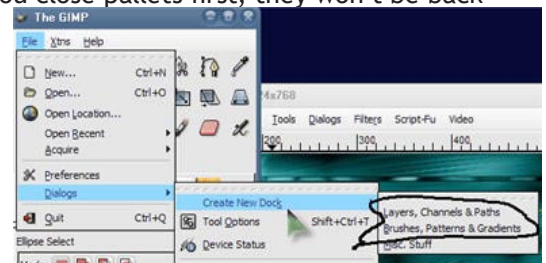 ou close pallets first, they won't be back
The GIMP
File Xtns Help
New... Ctrl+N
Open... Ctrl+O
Open Location...
Open Recent
Acquire
Preferences
Dialogs
Quit Ctrl+Q
Ellipse Select
4x768
Tools Dialogs Filters Script-Fu Video
200 300 400
Create New Dock
Tool Options Shift+Ctrl+T
Device Status
Layers, Channels & Paths
Brushes, Patterns & Gradients
Misc. Stuff